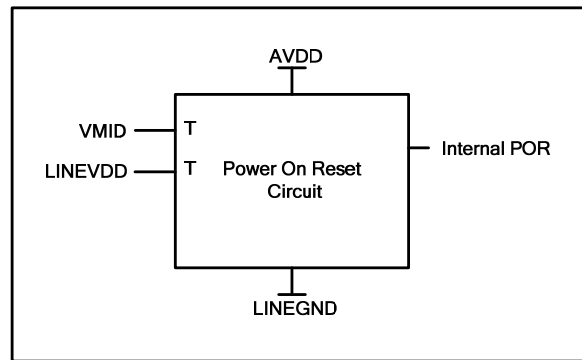 AVDD
VMID
T
LINEVDD
T
Power On Reset
Circuit
Internal POR
LINEGND